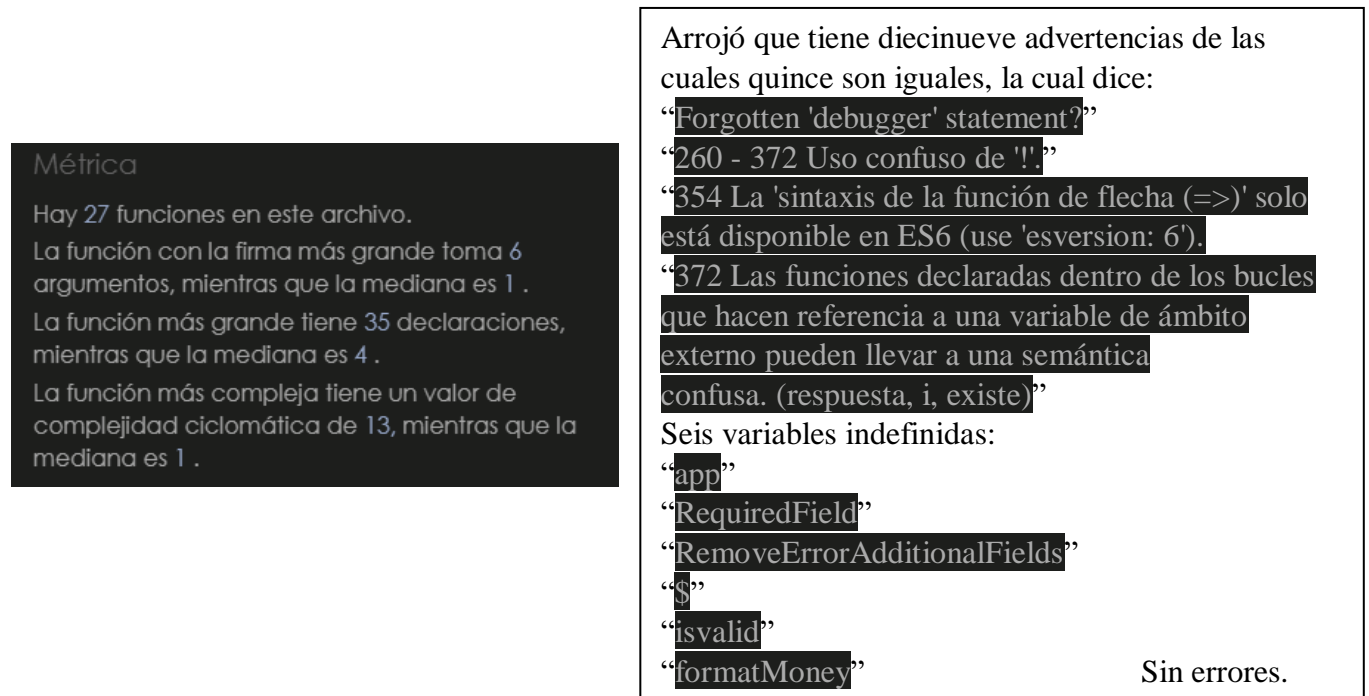 Métrica
Hay 27 funciones en este archivo.
La función con la firma más grande toma 6
argumentos, mientras que la mediana es 1 .
La función más grande tiene 35 declaraciones,
mientras que la mediana es 4 .
La función más compleja tiene un valor de
complejidad ciclomática de 13, mientras que la
mediana es 1 .
Arrojó que tiene diecinueve advertencias de las
cuales quince son iguales, la cual dice:
“Forgotten 'debugger' statement?”
“260 - 372 Uso confuso de '!'.”
“354 La 'sintaxis de la función de flecha (=>)' solo
está disponible en ES6 (use 'esversion: 6').
“372 Las funciones declaradas dentro de los bucles
que hacen referencia a una variable de ámbito
externo pueden llevar a una semántica
confusa. (respuesta, i, existe)”
Seis variables indefinidas:
“app”
“RequiredField”
“RemoveErrorAdditionalFields”
“$”
“isvalid”
“formatMoney” Sin errores.